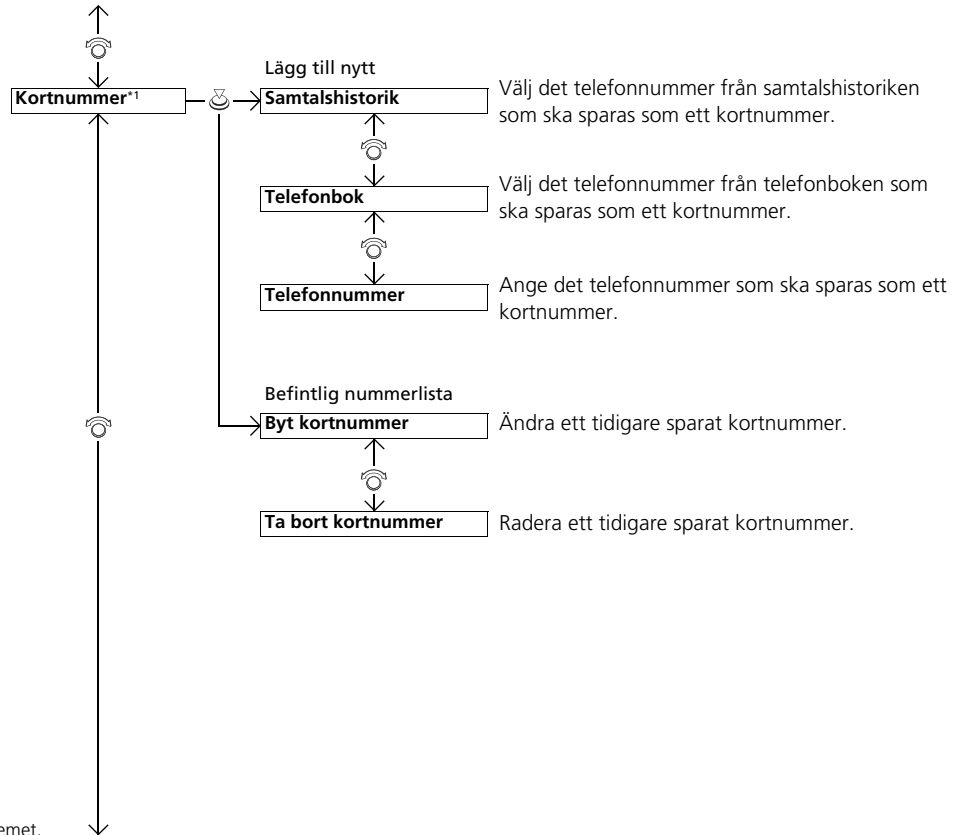 Lägg till nytt
Kortnummer*1
Samtalshistorik
Välj det telefonnummer från samtalshistoriken
som ska sparas som ett kortnummer.
Telefonbok
Välj det telefonnummer från telefonboken som
ska sparas som ett kortnummer.
Telefonnummer
Ange det telefonnummer som ska sparas som ett
kortnummer.
Befintlig nummerlista
Byt kortnummer
Ändra ett tidigare sparat kortnummer.
Ta bort kortnummer
Radera ett tidigare sparat kortnummer.
emet.